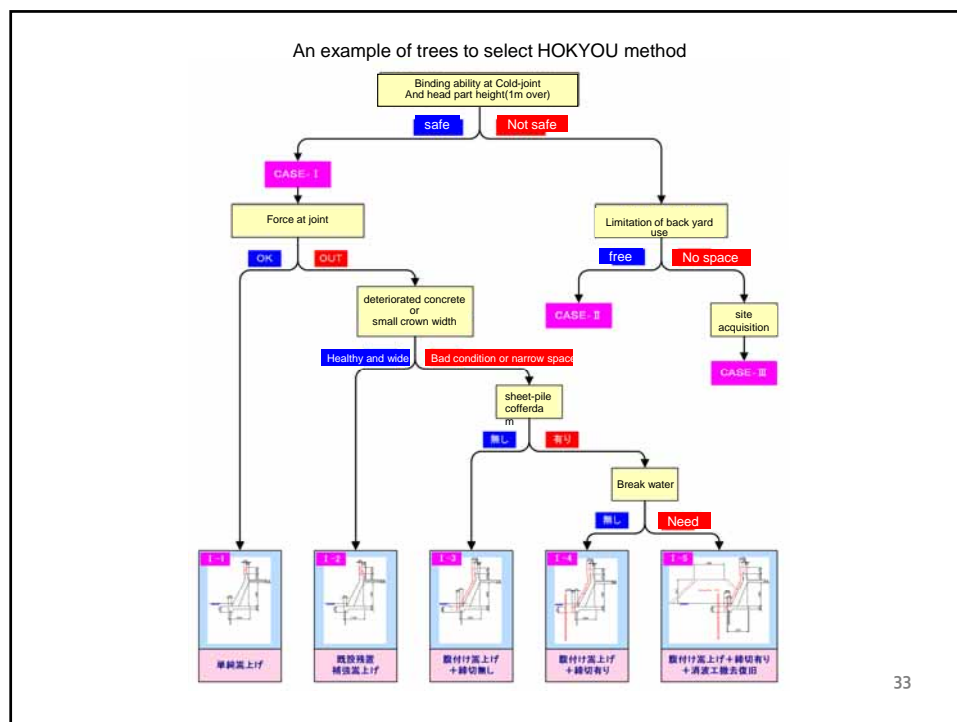 An example of trees to select HOKYOU method
Binding ability at Cold-joint
And head part height(1m over)
safe
Not safe
CASE-Ⅰ
Force at joint
Limitation of back yard
use
OK
OUT
free
No space
deteriorated concrete
or
small crown width
CASE-Ⅱ
site
acquisition
Healthy and wide
Bad condition or narrow space
CASE-Ⅲ
sheet-pile
cofferda
m
無し
有り
Break water
無し
Need
Ⅰ-1
Ⅰ-2
Ⅰ-3
Ⅰ-4
Ⅰ-5
単純嵩上げ
既設残置
補強嵩上げ
腹付け嵩上げ
+締切無し
腹付け嵩上げ
+締切有り
腹付け嵩上げ+締切有り
+消波工撤去復旧
33